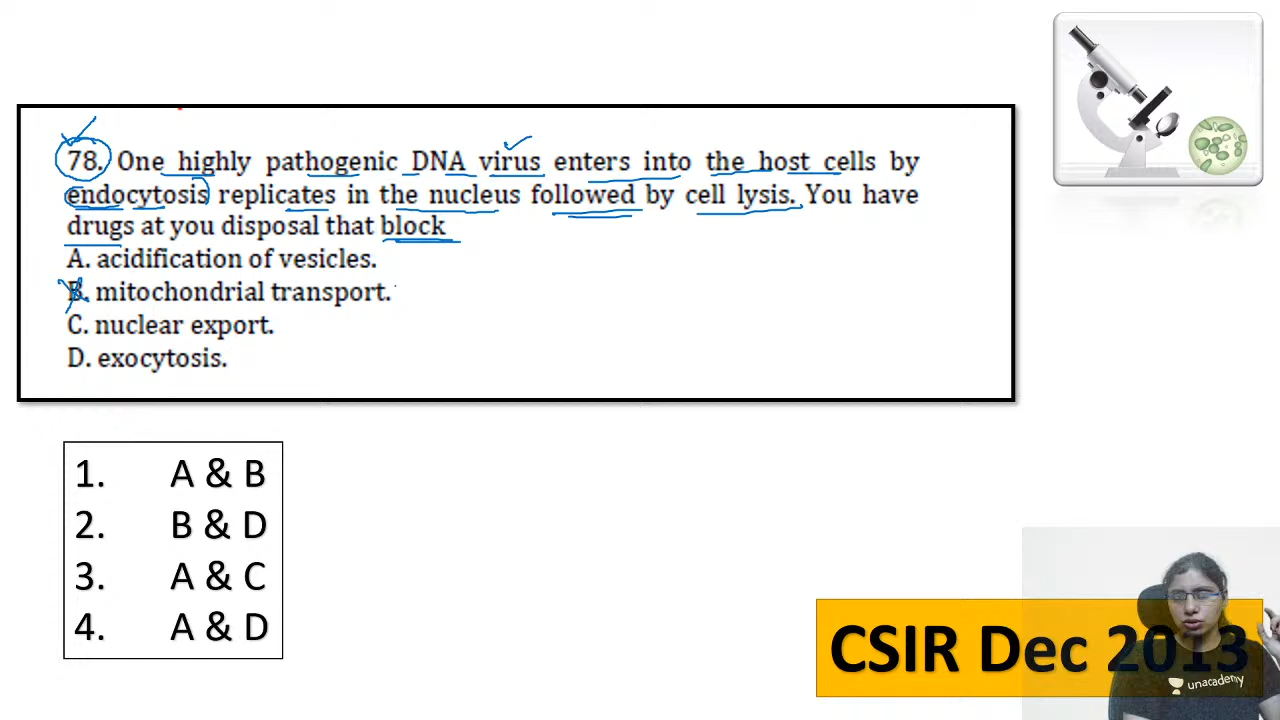 78. One highly pathogenic DNA virus enters into the host cells by
endocytosis replicates in the nucleus followed by cell lysis. You have
drugs at you disposal that block
A. acidification of vesicles.
B. mitochondrial transport.
C. nuclear export.
D. exocytosis.
1. A & B
2. B & D
3. A & C
4. A & D
CSIR Dec 2013
unacademy